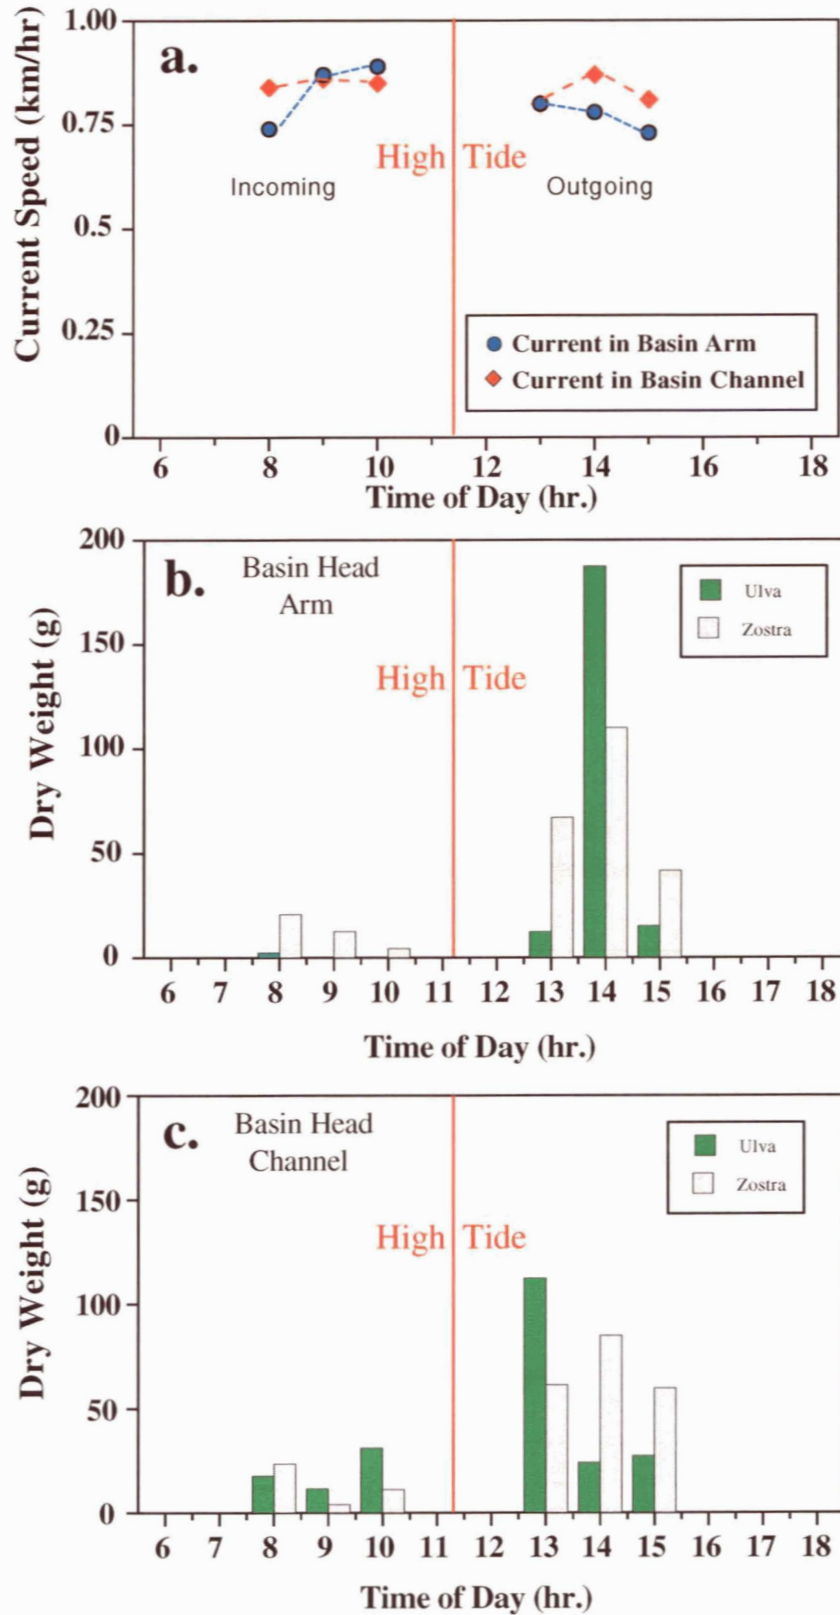 1.00
a.
0.75
High Tide
Incoming
Outgoing
0.5
0.25
Current in Basin Arm
Current in Basin Channel
0
6 8 10 12 14 16 18
Current Speed (km/hr)
Time of Day (hr.)
200
b.
Basin Head
Arm
Ulva
Zostra
150
High Tide
100
50
0
6 7 8 9 10 11 12 13 14 15 16 17 18
Dry Weight (g)
Time of Day (hr.)
200
c.
Basin Head
Channel
Ulva
Zostra
150
High Tide
100
50
0
6 7 8 9 10 11 12 13 14 15 16 17 18
Dry Weight (g)
Time of Day (hr.)